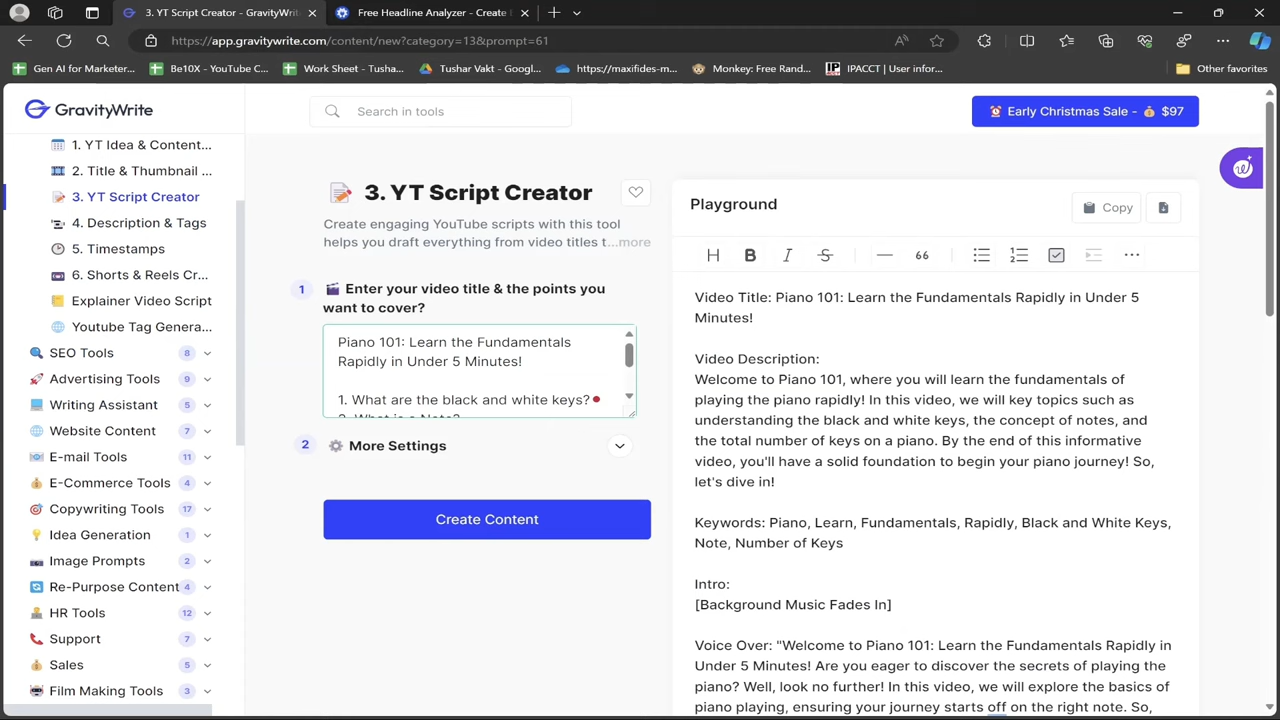 3. YT Script Creator - GravityWrite
Free Headline Analyzer - Create
https://app.gravitywrite.com/content/new?category=13&prompt=61
Gen AI for Marketer...
Be10X - YouTube C...
Work Sheet - Tusha...
Tushar Vakt - Googl...
https://maxifides-m...
Monkey: Free Rand...
IPACCT | User infor...
Other favorites
GravityWrite
Search in tools
Early Christmas Sale - $97
1. YT Idea & Content...
2. Title & Thumbnail ...
3. YT Script Creator
4. Description & Tags
5. Timestamps
6. Shorts & Reels Cr...
Explainer Video Script
Youtube Tag Genera...
SEO Tools 8
Advertising Tools 9
Writing Assistant 5
Website Content 7
E-mail Tools 11
E-Commerce Tools 4
Copywriting Tools 17
Idea Generation 1
Image Prompts 2
Re-Purpose Content 4
HR Tools 12
Support 7
Sales 5
Film Making Tools 3
3. YT Script Creator
Create engaging YouTube scripts with this tool
helps you draft everything from video titles t...more
1 Enter your video title & the points you
want to cover?
Piano 101: Learn the Fundamentals
Rapidly in Under 5 Minutes!
1. What are the black and white keys?
2. What is a Note?
2 More Settings
Create Content
Playground
Copy
H B I S 66
Video Title: Piano 101: Learn the Fundamentals Rapidly in Under 5
Minutes!
Video Description:
Welcome to Piano 101, where you will learn the fundamentals of
playing the piano rapidly! In this video, we will key topics such as
understanding the black and white keys, the concept of notes, and
the total number of keys on a piano. By the end of this informative
video, you'll have a solid foundation to begin your piano journey! So,
let's dive in!
Keywords: Piano, Learn, Fundamentals, Rapidly, Black and White Keys,
Note, Number of Keys
Intro:
[Background Music Fades In]
Voice Over: "Welcome to Piano 101: Learn the Fundamentals Rapidly in
Under 5 Minutes! Are you eager to discover the secrets of playing the
piano? Well, look no further! In this video, we will explore the basics of
piano playing, ensuring your journey starts off on the right note. So,